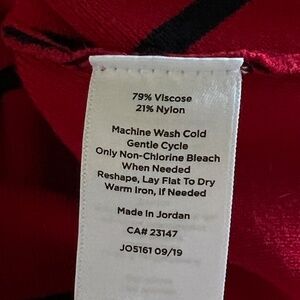 79% Viscose
21% Nylon
Machine Wash Cold
Gentle Cycle
Only Non-Chlorine Bleach
When Needed
Reshape, Lay Flat To Dry
Warm Iron, If Needed
Made In Jordan
CA# 23147
JO5161 09/19